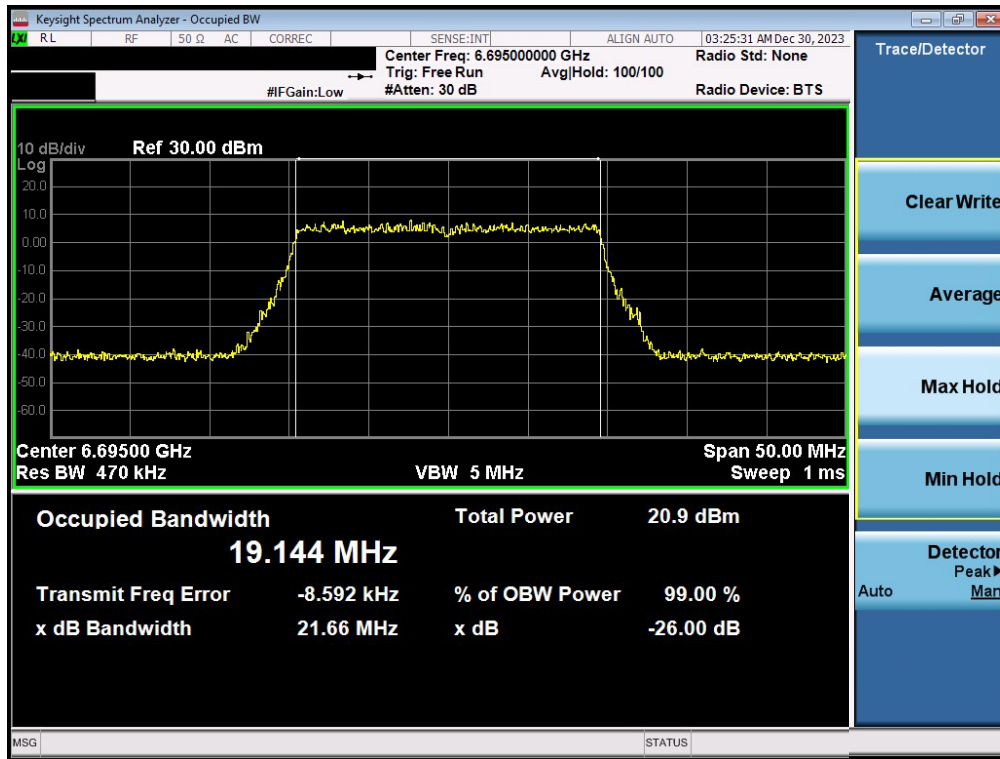 Keysight Spectrum Analyzer - Occupied BW
LXI RL RF 50 Ω AC CORREC SENSE:INT ALIGN AUTO 03:25:31 AM Dec 30, 2023
Center Freq: 6.695000000 GHz Radio Std: None
Trig: Free Run Avg|Hold: 100/100
#IFGain:Low #Atten: 30 dB Radio Device: BTS
10 dB/div Ref 30.00 dBm
Log
20.0
10.0
0.00
-10.0
-20.0
-30.0
-40.0
-50.0
-60.0
Center 6.69500 GHz Span 50.00 MHz
Res BW 470 kHz VBW 5 MHz Sweep 1 ms
Occupied Bandwidth Total Power 20.9 dBm
19.144 MHz
Transmit Freq Error -8.592 kHz % of OBW Power 99.00 %
x dB Bandwidth 21.66 MHz x dB -26.00 dB
MSG STATUS
Trace/Detector
Clear Write
Average
Max Hold
Min Hold
Detector
Peak▶
Auto Man